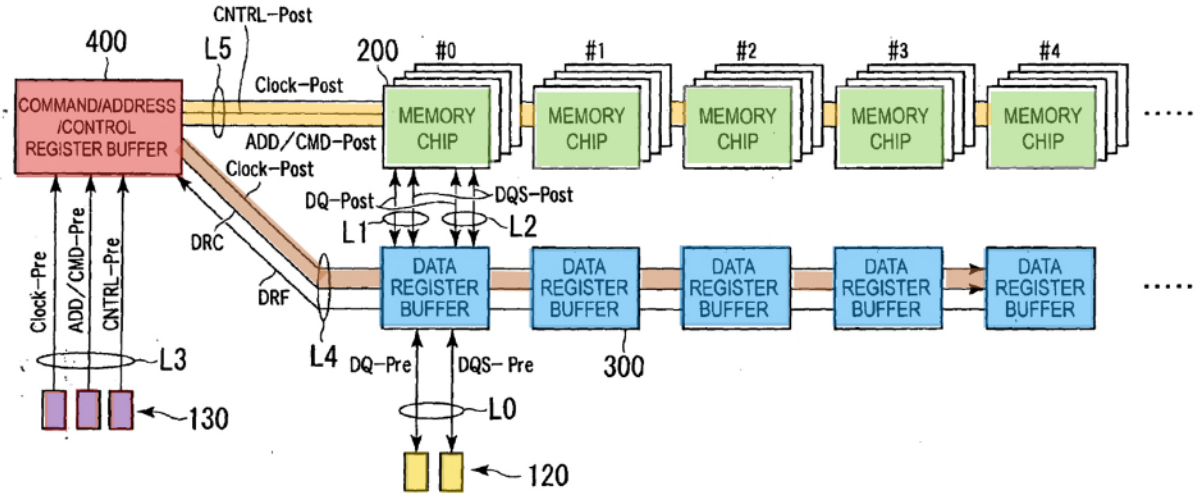 CNTRL-Post
400
L5
200
#0
#1
#2
#3
#4
Clock-Post
COMMAND/ADDRESS
/CONTROL
REGISTER BUFFER
MEMORY
CHIP
MEMORY
CHIP
MEMORY
CHIP
MEMORY
CHIP
MEMORY
CHIP
ADD/CMD-Post
Clock-Post
DQ-Post
DQS-Post
L1
L2
DRC
DRF
L4
DATA
REGISTER
BUFFER
DATA
REGISTER
BUFFER
DATA
REGISTER
BUFFER
DATA
REGISTER
BUFFER
DATA
REGISTER
BUFFER
300
Clock-Pre
ADD/CMD-Pre
CNTRL-Pre
L3
130
DQ-Pre
DQS-Pre
L0
120